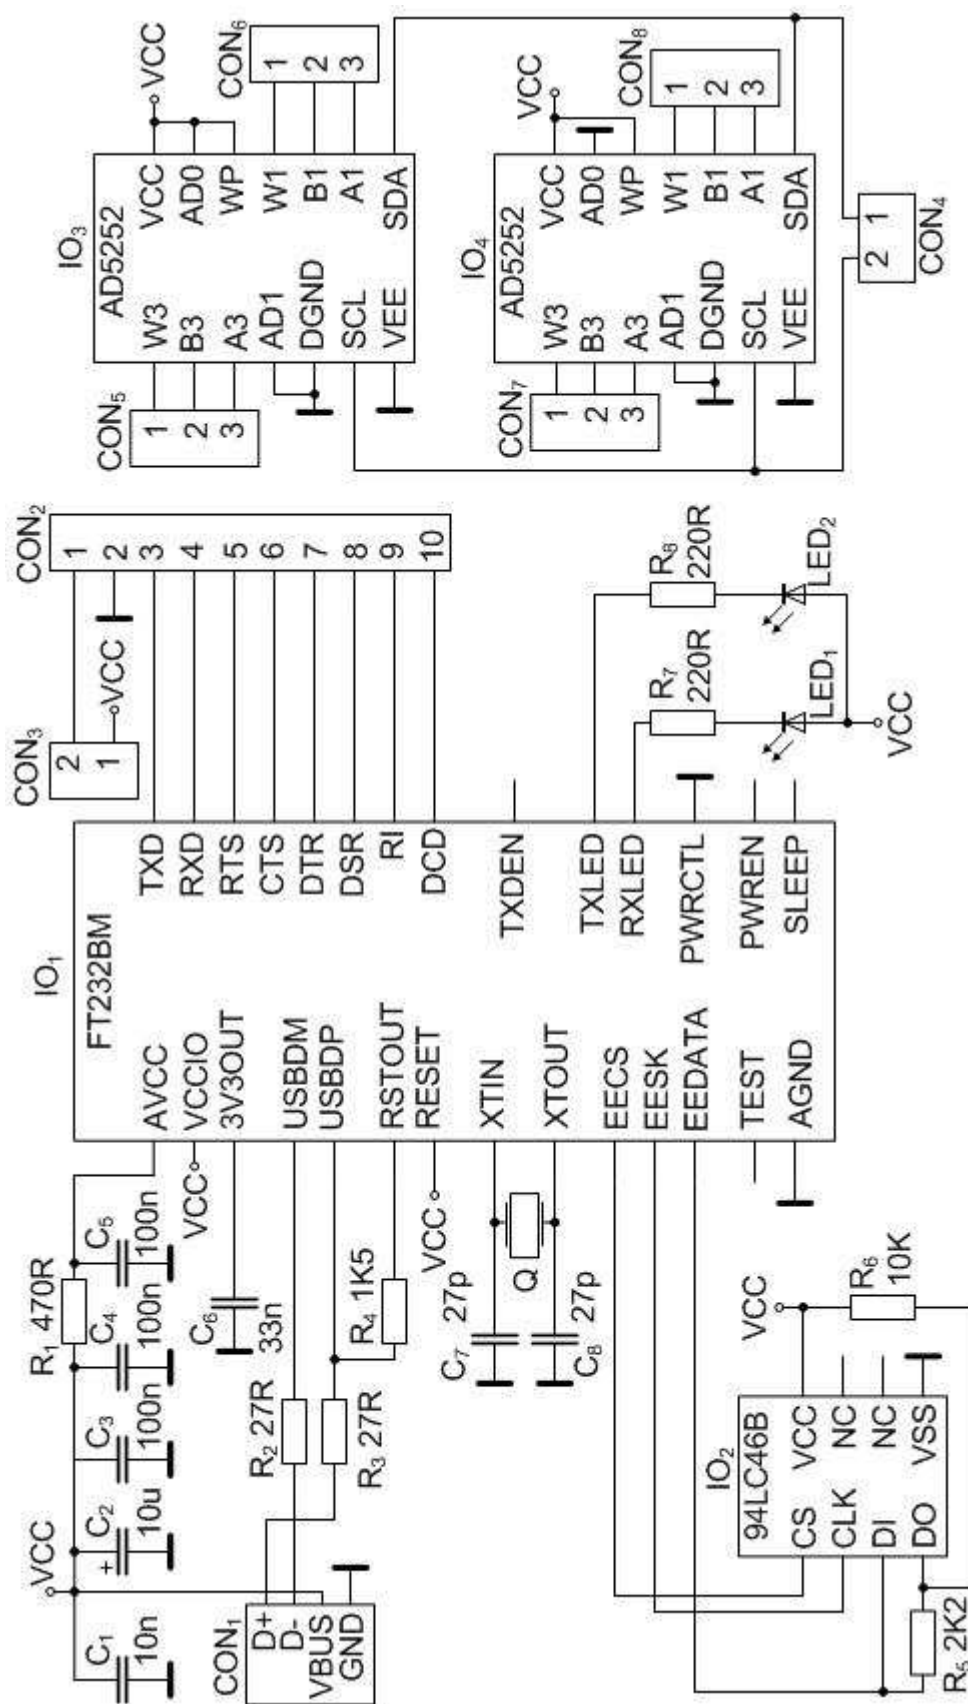 VCC
C1
10n
C2
10u
+
C3
100n
C4
100n
R1 470R
C5
100n
CON1
D+
D-
VBUS
GND
R2 27R
R3 27R
C6
33n
R4 1K5
VCC
VCC
C7
27p
Q
C8
27p
IO1
FT232BM
AVCC
VCCIO
3V3OUT
USBDM
USBDP
RSTOUT
RESET
XTIN
XTOUT
EECS
EESK
EEDATA
TEST
AGND
TXD
RXD
RTS
CTS
DTR
DSR
RI
DCD
TXDEN
TXLED
RXLED
PWRCTL
PWREN
SLEEP
IO2
94LC46B
CS
CLK
DI
DO
VCC
NC
NC
VSS
VCC
R6
10K
R5 2K2
CON3
2
1
VCC
CON2
1
2
3
4
5
6
7
8
9
10
R7
220R
R8
220R
LED1
LED2
VCC
CON5
1
2
3
IO3
AD5252
W3
B3
A3
AD1
DGND
SCL
VEE
VCC
AD0
WP
W1
B1
A1
SDA
VCC
CON6
1
2
3
CON7
1
2
3
IO4
AD5252
W3
B3
A3
AD1
DGND
SCL
VEE
VCC
AD0
WP
W1
B1
A1
SDA
VCC
CON8
1
2
3
2
1
CON4